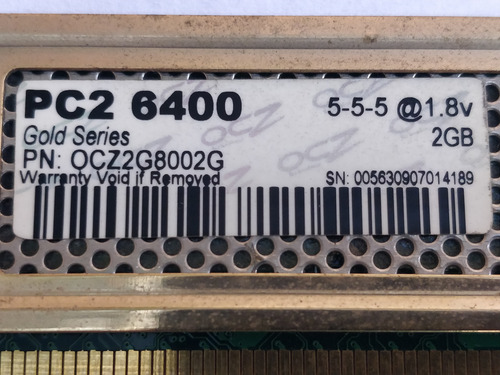 PC2 6400 5-5-5 @1.8v
Gold Series 2GB
PN: OCZ2G8002G
Warranty Void if Removed SN: 005630907014189